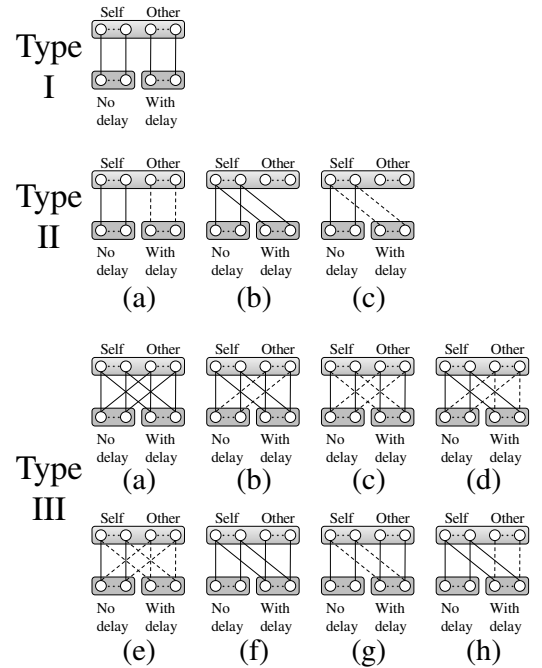 Self Other
Type
I
No With
delay delay
Self Other Self Other Self Other
Type
II
No With No With No With
delay delay delay delay delay delay
(a) (b) (c)
Self Other Self Other Self Other Self Other
No With No With No With No With
delay delay delay delay delay delay delay delay
(a) (b) (c) (d)
Type
III
Self Other Self Other Self Other Self Other
No With No With No With No With
delay delay delay delay delay delay delay delay
(e) (f) (g) (h)